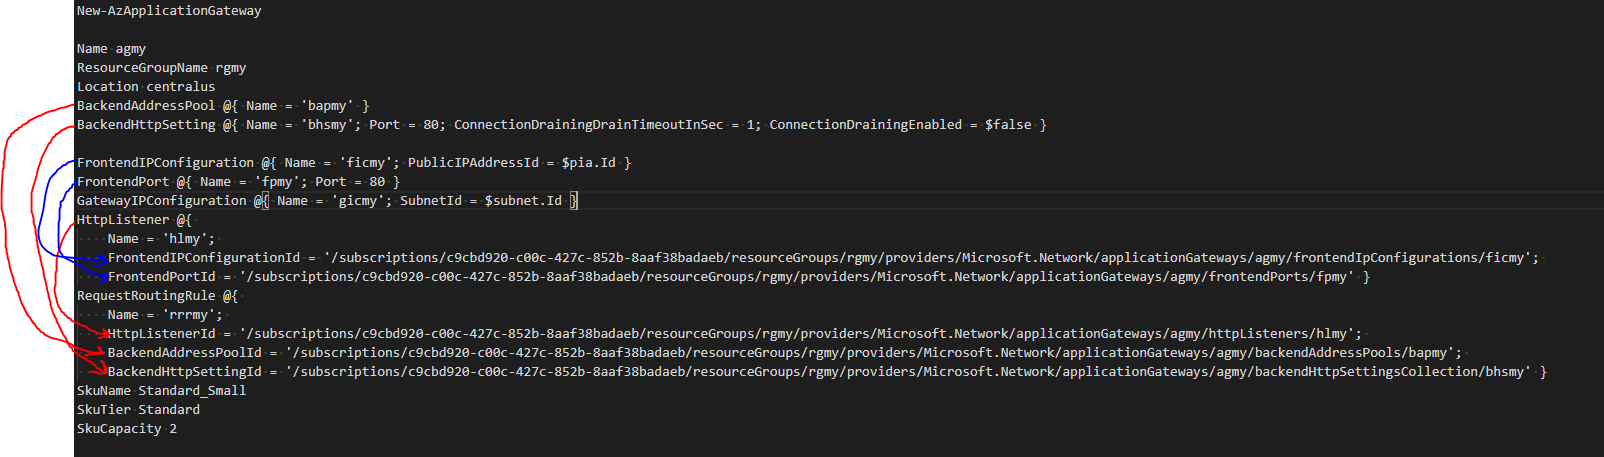 New-AzApplicationGateway
Name agmy
ResourceGroupName rgmy
Location centralus
BackendAddressPool @{ Name = 'bapmy' }
BackendHttpSetting @{ Name = 'bhsmy'; Port = 80; ConnectionDrainingDrainTimeoutInSec = 1; ConnectionDrainingEnabled = $false }
FrontendIPConfiguration @{ Name = 'ficmy'; PublicIPAddressId = $pia.Id }
FrontendPort @{ Name = 'fpmy'; Port = 80 }
GatewayIPConfiguration @{ Name = 'gicmy'; SubnetId = $subnet.Id }
HttpListener @{
Name = 'hlmy';
FrontendIPConfigurationId = '/subscriptions/c9cbd920-c00c-427c-852b-8aaf38badaeb/resourceGroups/rgmy/providers/Microsoft.Network/applicationGateways/agmy/frontendIpConfigurations/ficmy';
FrontendPortId = '/subscriptions/c9cbd920-c00c-427c-852b-8aaf38badaeb/resourceGroups/rgmy/providers/Microsoft.Network/applicationGateways/agmy/frontendPorts/fpmy' }
RequestRoutingRule @{
Name = 'rrrmy';
HttpListenerId = '/subscriptions/c9cbd920-c00c-427c-852b-8aaf38badaeb/resourceGroups/rgmy/providers/Microsoft.Network/applicationGateways/agmy/httpListeners/hlmy';
BackendAddressPoolId = '/subscriptions/c9cbd920-c00c-427c-852b-8aaf38badaeb/resourceGroups/rgmy/providers/Microsoft.Network/applicationGateways/agmy/backendAddressPools/bapmy';
BackendHttpSettingId = '/subscriptions/c9cbd920-c00c-427c-852b-8aaf38badaeb/resourceGroups/rgmy/providers/Microsoft.Network/applicationGateways/agmy/backendHttpSettingsCollection/bhsmy' }
SkuName Standard_Small
SkuTier Standard
SkuCapacity 2